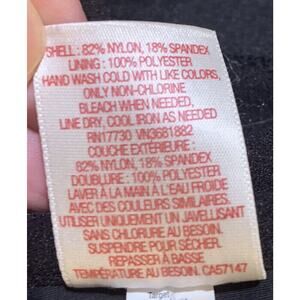 SHELL: 82% NYLON, 18% SPANDEX
LINING: 100% POLYESTER
HAND WASH COLD WITH LIKE COLORS,
ONLY NON-CHLORINE
BLEACH WHEN NEEDED,
LINE DRY, COOL IRON AS NEEDED
RN17730 VN3681882
COUCHE EXTÉRIEURE :
82% NYLON, 18% SPANDEX
DOUBLURE : 100% POLYESTER
LAVER À LA MAIN À L'EAU FROIDE
AVEC DES COULEURS SIMILAIRES.
UTILISER UNIQUEMENT UN JAVELLISANT
SANS CHLORURE AU BESOIN.
SUSPENDRE POUR SÉCHER.
REPASSER À BASSE
TEMPÉRATURE AU BESOIN. CA57147
Target